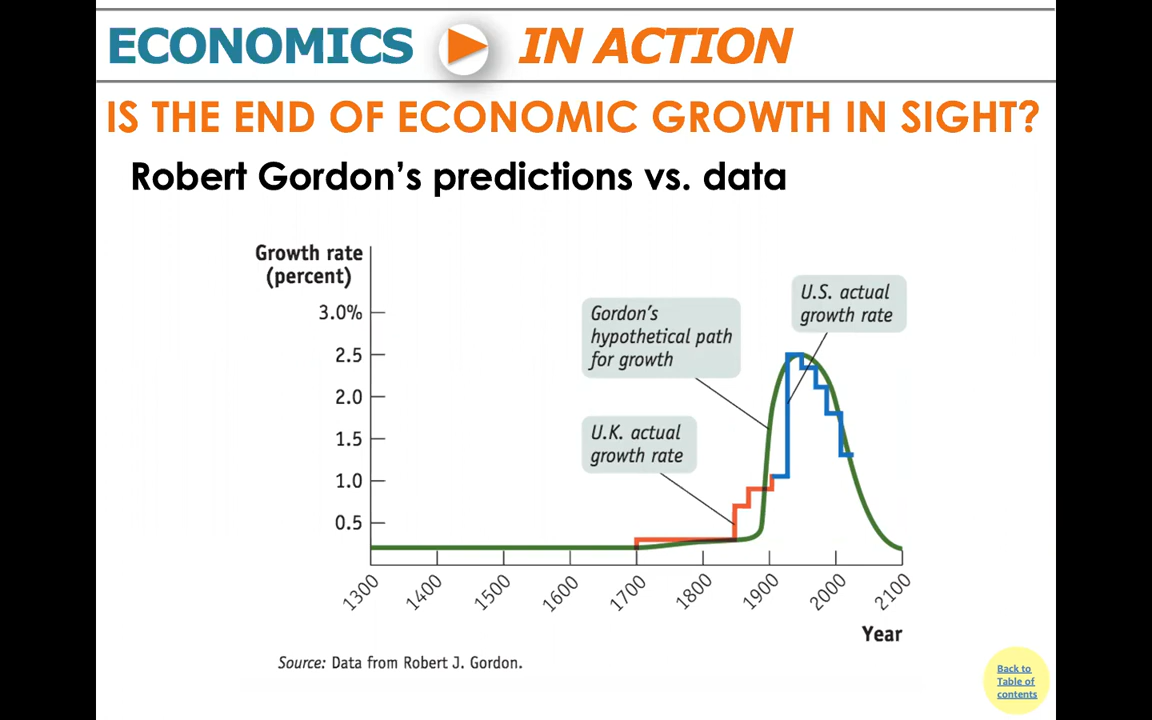 ECONOMICS IN ACTION
IS THE END OF ECONOMIC GROWTH IN SIGHT?
Robert Gordon’s predictions vs. data
Growth rate
(percent)
3.0%
2.5
2.0
1.5
1.0
0.5
Gordon’s
hypothetical path
for growth
U.S. actual
growth rate
U.K. actual
growth rate
1300
1400
1500
1600
1700
1800
1900
2000
2100
Year
Source: Data from Robert J. Gordon.
Back to
Table of
contents